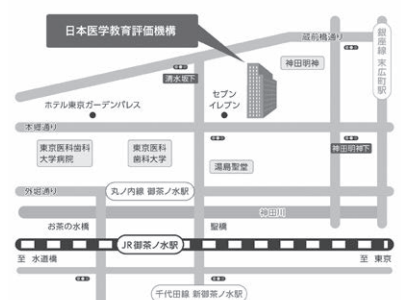 日本医学教育評価機構
蔵前橋通り
銀座線 末広町駅
神田明神
清水坂下
ホテル東京ガーデンパレス
セブン
イレブン
本郷通り
神田明神下
東京医科歯科
大学病院
東京医科
歯科大学
湯島聖堂
外堀通り
丸ノ内線 御茶ノ水駅
神田川
お茶の水橋
聖橋
JR御茶ノ水駅
至 水道橋
至 東京
千代田線 新御茶ノ水駅